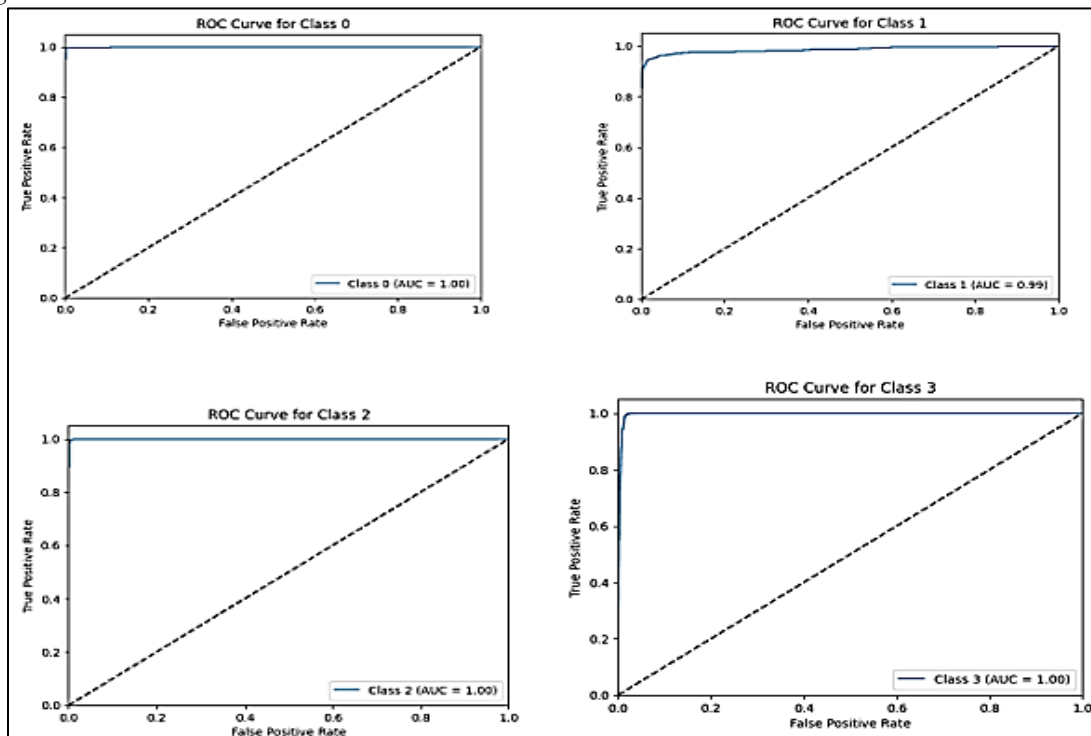 ROC Curve for Class 0
True Positive Rate
1.0
0.8
0.6
0.4
0.2
0.0
0.0 0.2 0.4 0.6 0.8 1.0
Class 0 (AUC = 1.00)
False Positive Rate
ROC Curve for Class 1
True Positive Rate
1.0
0.8
0.6
0.4
0.2
0.0
0.0 0.2 0.4 0.6 0.8 1.0
Class 1 (AUC = 0.99)
False Positive Rate
ROC Curve for Class 2
True Positive Rate
1.0
0.8
0.6
0.4
0.2
0.0
0.0 0.2 0.4 0.6 0.8 1.0
Class 2 (AUC = 1.00)
False Positive Rate
ROC Curve for Class 3
True Positive Rate
1.0
0.8
0.6
0.4
0.2
0.0
0.0 0.2 0.4 0.6 0.8 1.0
Class 3 (AUC = 1.00)
False Positive Rate